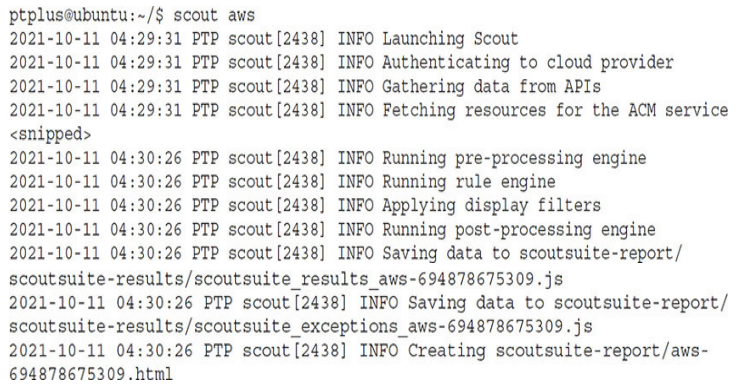 ptplus@ubuntu:~/$ scout aws
2021-10-11 04:29:31 PTP scout[2438] INFO Launching Scout
2021-10-11 04:29:31 PTP scout[2438] INFO Authenticating to cloud provider
2021-10-11 04:29:31 PTP scout[2438] INFO Gathering data from APIs
2021-10-11 04:29:31 PTP scout[2438] INFO Fetching resources for the ACM service
<snipped>
2021-10-11 04:30:26 PTP scout[2438] INFO Running pre-processing engine
2021-10-11 04:30:26 PTP scout[2438] INFO Running rule engine
2021-10-11 04:30:26 PTP scout[2438] INFO Applying display filters
2021-10-11 04:30:26 PTP scout[2438] INFO Running post-processing engine
2021-10-11 04:30:26 PTP scout[2438] INFO Saving data to scoutsuite-report/
scoutsuite-results/scoutsuite_results_aws-694878675309.js
2021-10-11 04:30:26 PTP scout[2438] INFO Saving data to scoutsuite-report/
scoutsuite-results/scoutsuite_exceptions_aws-694878675309.js
2021-10-11 04:30:26 PTP scout[2438] INFO Creating scoutsuite-report/aws-
694878675309.html